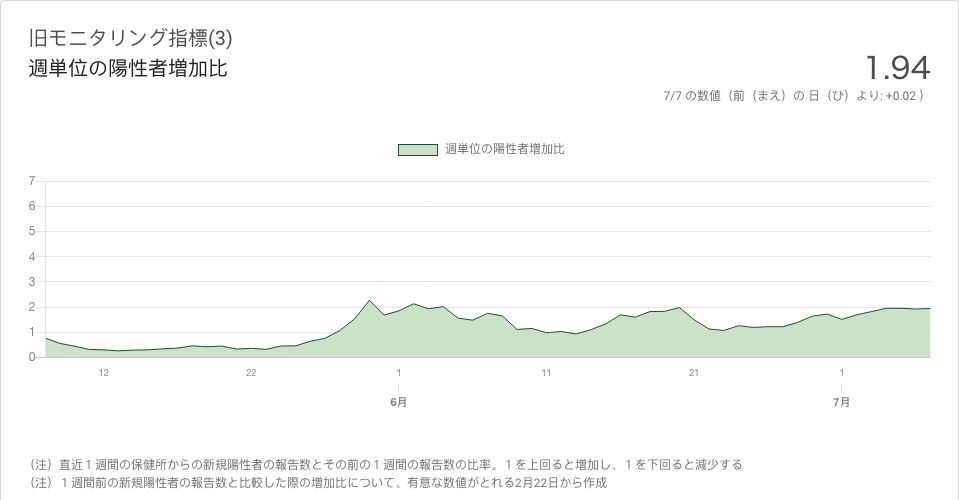 旧モニタリング指標(3)
週単位の陽性者増加比
1.94
7/7 の数値（前（まえ）の 日（ひ）より: +0.02 ）
週単位の陽性者増加比
7
6
5
4
3
2
1
0
12 22 1 11 21 1
6月 7月
（注）直近１週間の保健所からの新規陽性者の報告数とその前の１週間の報告数の比率。１を上回ると増加し、１を下回ると減少する
（注）１週間前の新規陽性者の報告数と比較した際の増加比について、有意な数値がとれる2月22日から作成